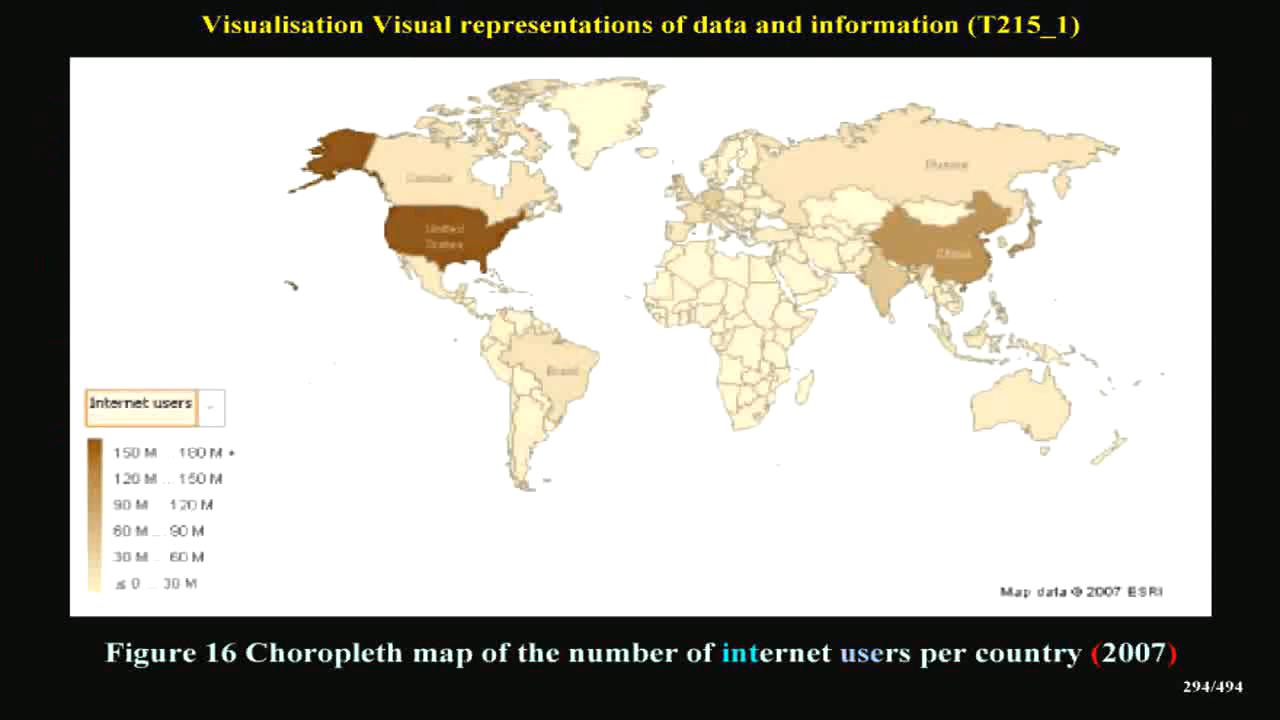 Visualisation Visual representations of data and information (T215_1)
Canada
Russia
United
States
China
Brazil
Internet users
150 M ... 180 M +
120 M ... 150 M
90 M ... 120 M
60 M ... 90 M
30 M ... 60 M
≤ 0 ... 30 M
Map data © 2007 ESRI
Figure 16 Choropleth map of the number of internet users per country (2007)
294/494